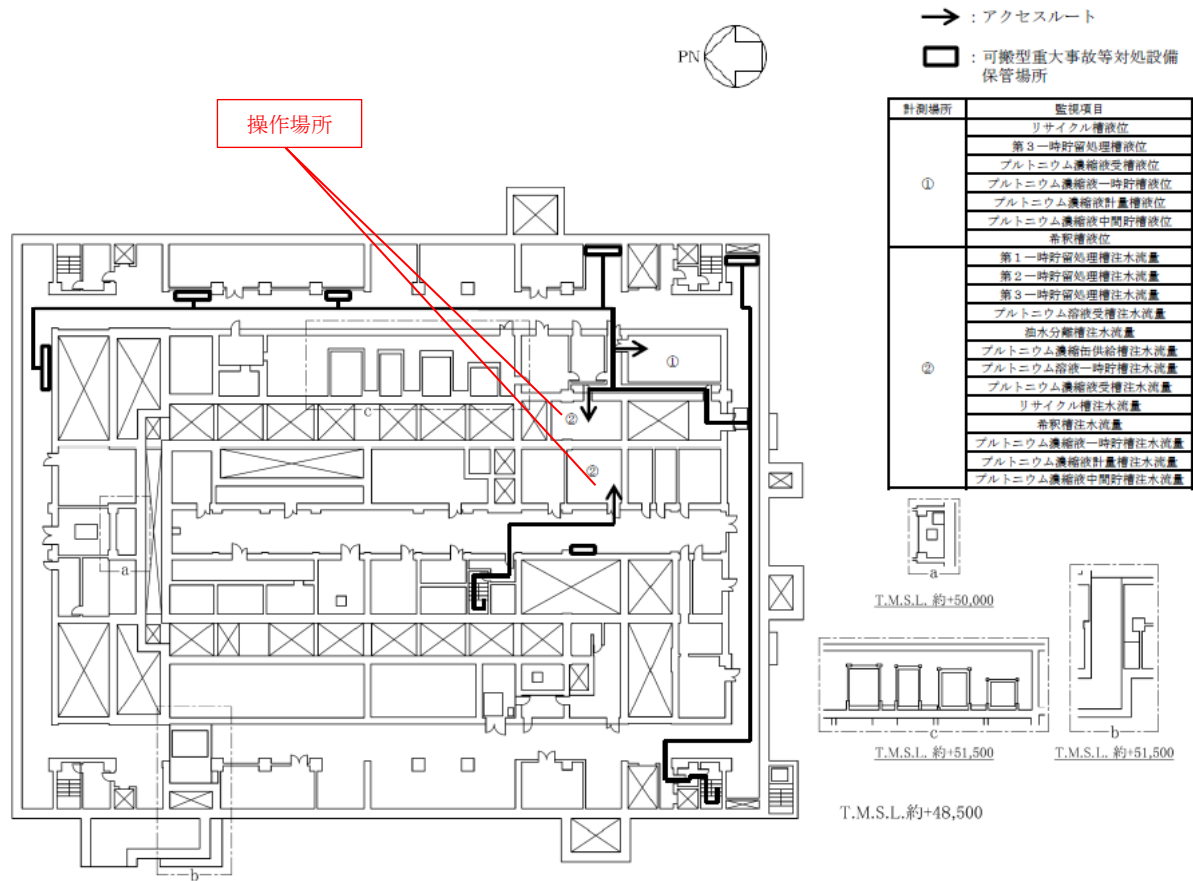 → : アクセスルート
: 可搬型重大事故等対処設備
保管場所
PN
操作場所
計測場所 監視項目
① リサイクル槽液位
第3一時貯留処理槽液位
プルトニウム濃縮液受槽液位
プルトニウム濃縮液一時貯槽液位
プルトニウム濃縮液計量槽液位
プルトニウム濃縮液中間貯槽液位
希釈槽液位
② 第1一時貯留処理槽注水流量
第2一時貯留処理槽注水流量
第3一時貯留処理槽注水流量
プルトニウム溶液受槽注水流量
油水分離槽注水流量
プルトニウム濃縮缶供給槽注水流量
プルトニウム溶液一時貯槽注水流量
プルトニウム濃縮液受槽注水流量
リサイクル槽注水流量
希釈槽注水流量
プルトニウム濃縮液一時貯槽注水流量
プルトニウム濃縮液計量槽注水流量
プルトニウム濃縮液中間貯槽注水流量
①
c
②
②
a
b
a
T.M.S.L. 約+50,000
c
T.M.S.L. 約+51,500
b
T.M.S.L. 約+51,500
T.M.S.L.約+48,500